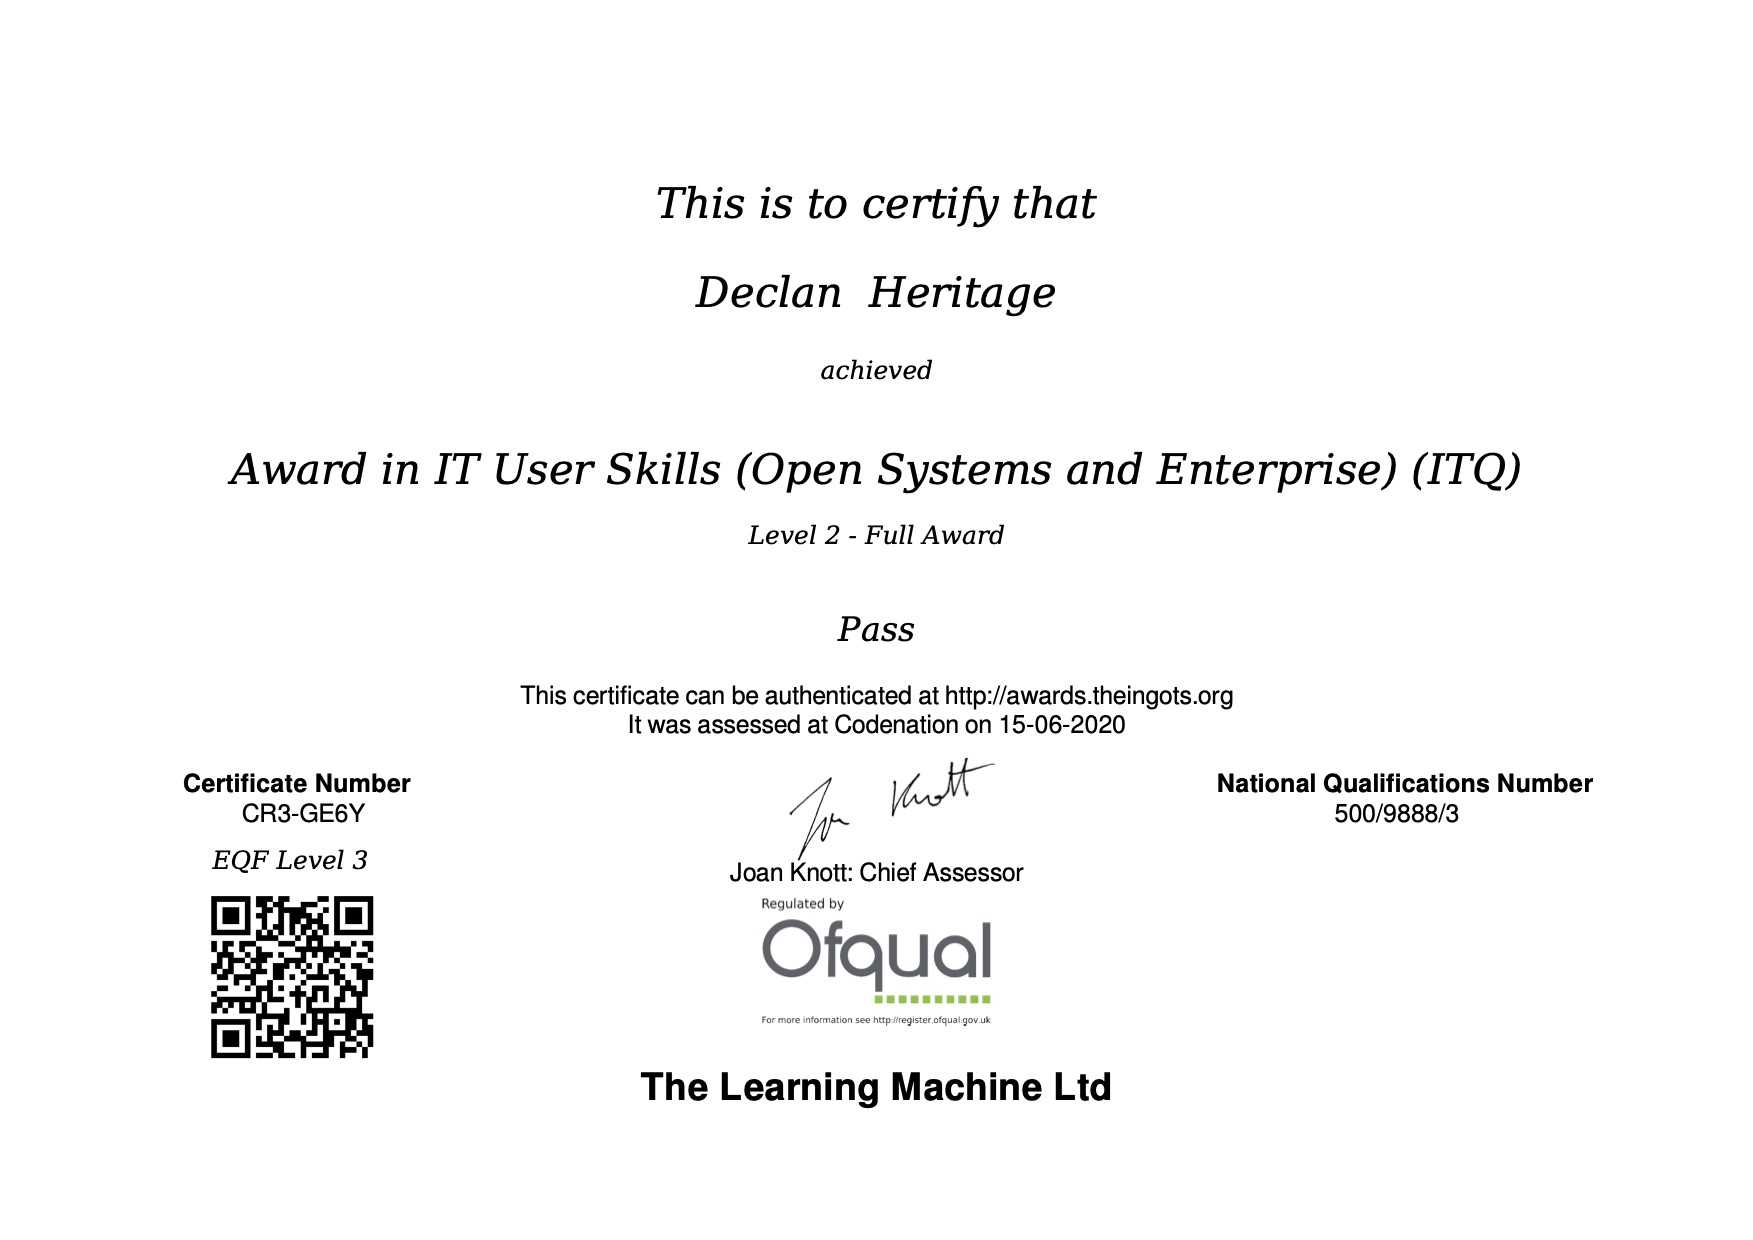 This is to certify that
Declan Heritage
achieved
Award in IT User Skills (Open Systems and Enterprise) (ITQ)
Level 2 - Full Award
Pass
This certificate can be authenticated at http://awards.theingots.org
It was assessed at Codenation on 15-06-2020
Certificate Number
CR3-GE6Y
EQF Level 3
Joan Knott
Joan Knott: Chief Assessor
National Qualifications Number
500/9888/3
Regulated by
Ofqual
For more information see http://register.ofqual.gov.uk
The Learning Machine Ltd